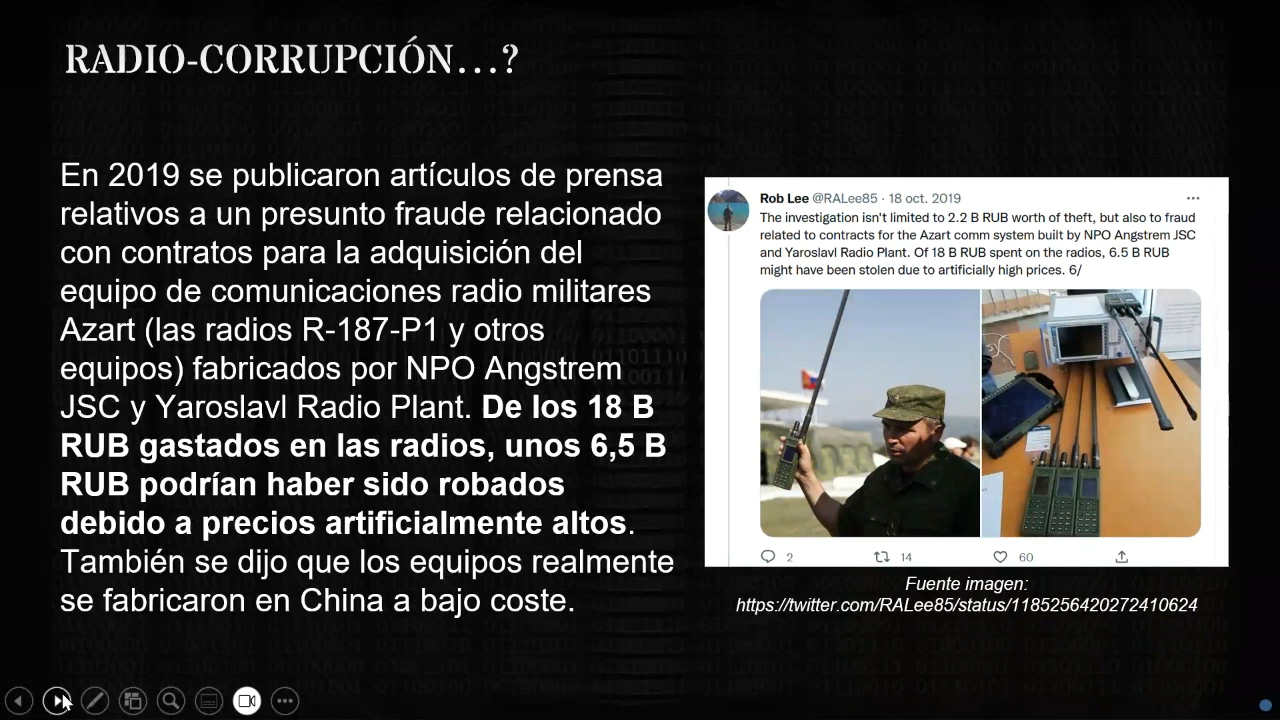 RADIO-CORRUPCIÓN...?
En 2019 se publicaron artículos de prensa
relativos a un presunto fraude relacionado
con contratos para la adquisición del
equipo de comunicaciones radio militares
Azart (las radios R-187-P1 y otros
equipos) fabricados por NPO Angstrem
JSC y Yaroslavl Radio Plant. De los 18 B
RUB gastados en las radios, unos 6,5 B
RUB podrían haber sido robados
debido a precios artificialmente altos.
También se dijo que los equipos realmente
se fabricaron en China a bajo coste.
Rob Lee @RALee85 · 18 oct. 2019
The investigation isn't limited to 2.2 B RUB worth of theft, but also to fraud
related to contracts for the Azart comm system built by NPO Angstrem JSC
and Yaroslavl Radio Plant. Of 18 B RUB spent on the radios, 6.5 B RUB
might have been stolen due to artificially high prices. 6/
2 14 60
Fuente imagen:
https://twitter.com/RALee85/status/1185256420272410624